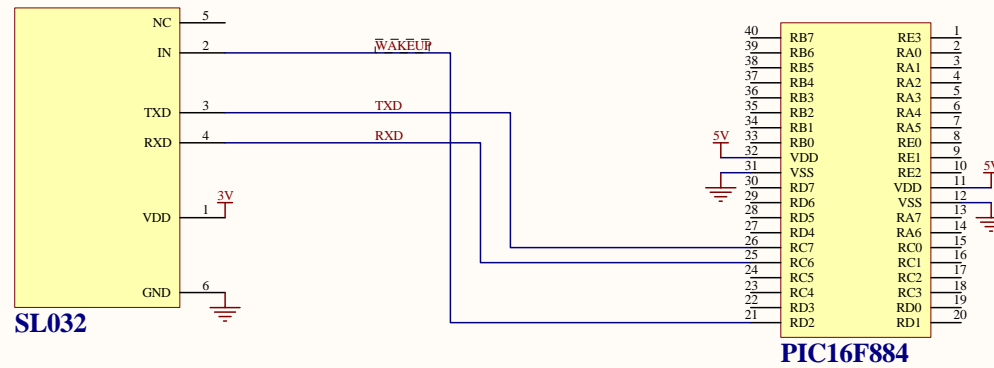 NC 5
IN 2
WAKEUP
TXD 3
TXD
RXD 4
RXD
3V
VDD 1
GND 6
SL032
40 RB7 RE3 1
39 RB6 RA0 2
38 RB5 RA1 3
37 RB4 RA2 4
36 RB3 RA3 5
35 RB2 RA4 6
34 RB1 RA5 7
5V
33 RB0 RE0 8
32 VDD RE1 9
31 VSS RE2 10
5V
30 RD7 VDD 11
29 RD6 VSS 12
28 RD5 RA7 13
27 RD4 RA6 14
26 RC7 RC0 15
25 RC6 RC1 16
24 RC5 RC2 17
23 RC4 RC3 18
22 RD3 RD0 19
21 RD2 RD1 20
PIC16F884